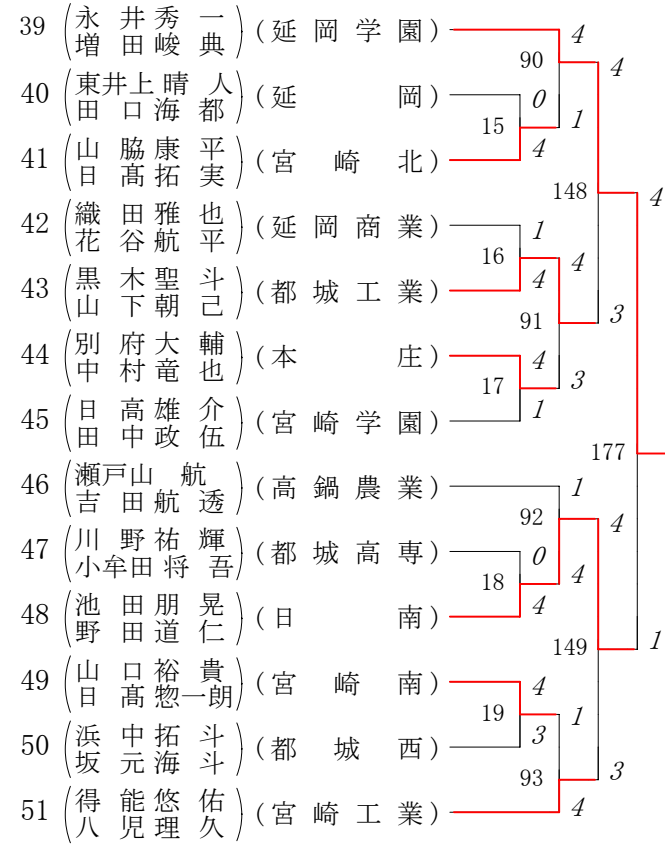 39 永井秀一 増田峻典 (延岡学園) 4
90 4
40 東井上晴人 田口海都 (延岡) 0
15 1
41 山脇康平 日髙拓実 (宮崎北) 4
148 4
42 織田雅也 花谷航平 (延岡商業) 1
16 4
43 黒木聖斗 山下朝己 (都城工業) 4
91 3
44 別府大輔 中村竜也 (本庄) 4
17 3
45 日高雄介 田中政伍 (宮崎学園) 1
177
46 瀬戸山航 吉田航透 (高鍋農業) 1
92 4
47 川野祐輝 小牟田将吾 (都城高専) 0
18 4
48 池田朋晃 野田道仁 (日南) 4
149 1
49 山口裕貴 日髙惣一朗 (宮崎南) 4
19 1
50 浜中拓斗 坂元海斗 (都城西) 3
93 3
51 得能悠佑 八児理久 (宮崎工業) 4